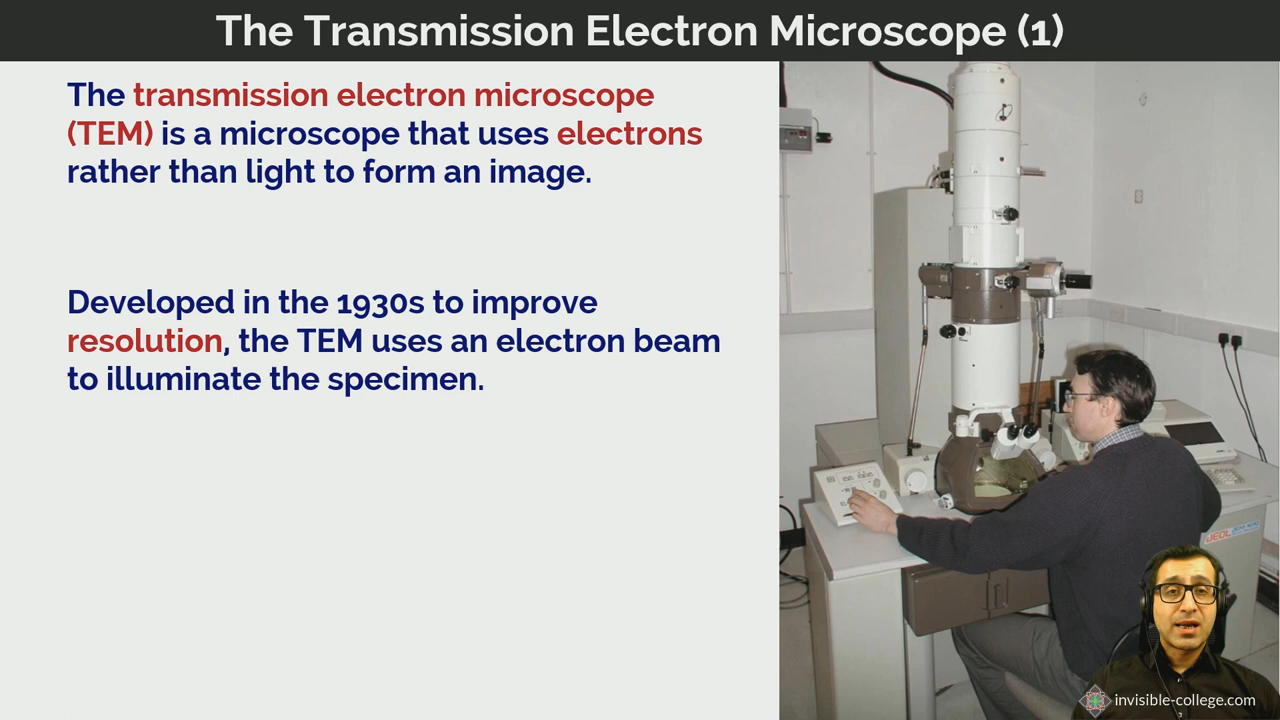 The Transmission Electron Microscope (1)
The transmission electron microscope
(TEM) is a microscope that uses electrons
rather than light to form an image.
Developed in the 1930s to improve
resolution, the TEM uses an electron beam
to illuminate the specimen.
JEOL
invisible-college.com